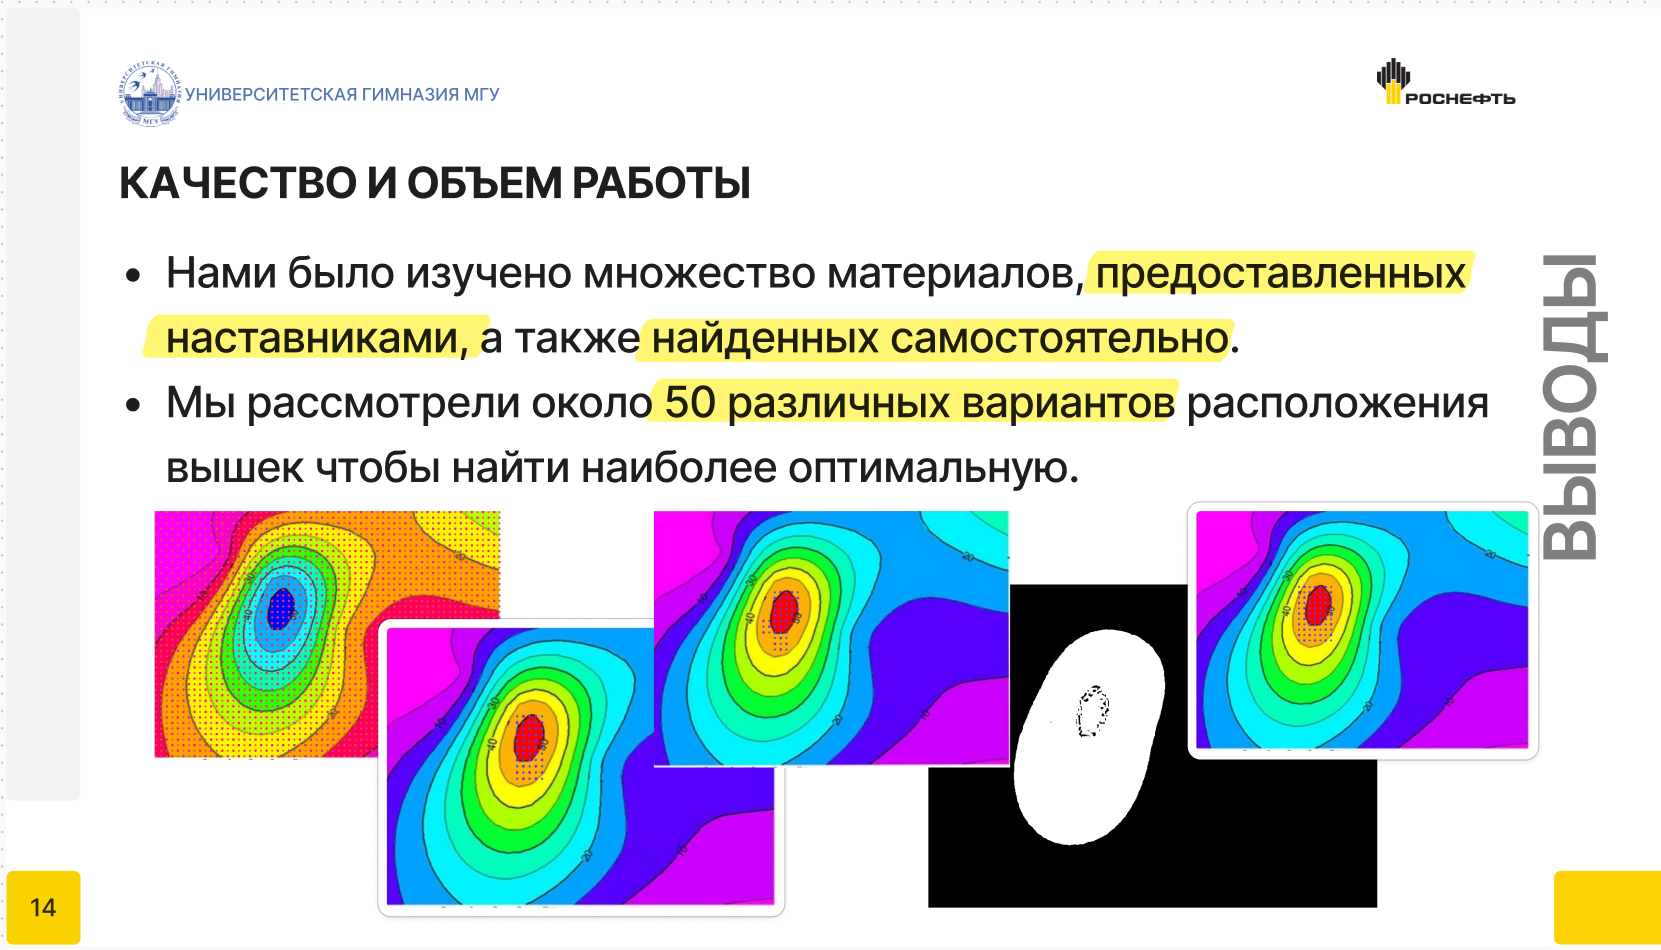 УНИВЕРСИТЕТСКАЯ ГИМНАЗИЯ МГУ
РОСНЕФТЬ
КАЧЕСТВО И ОБЪЕМ РАБОТЫ
• Нами было изучено множество материалов, предоставленных
наставниками, а также найденных самостоятельно.
• Мы рассмотрели около 50 различных вариантов расположения
вышек чтобы найти наиболее оптимальную.
ВЫВОДЫ
14